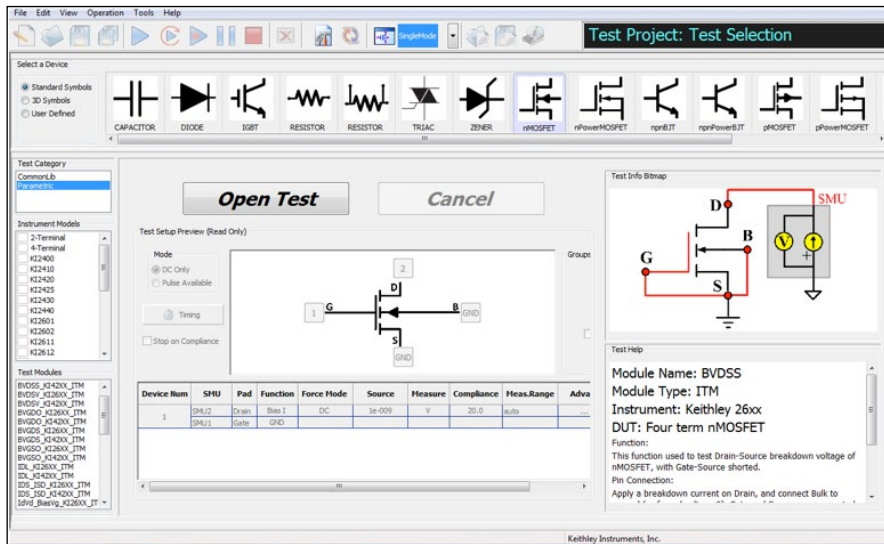 File Edit View Operation Tools Help
SingleMode
Test Project: Test Selection
Select a Device
Standard Symbols
3D Symbols
User Defined
CAPACITOR DIODE IGBT RESISTOR RESISTOR TRIAC ZENER nMOSFET nPowerMOSFET npnBJT npnPowerBJT pMOSFET pPowerMOSFET
Test Category
CommonLib
Parametric
Instrument Models
2-Terminal
4-Terminal
KI2400
KI2410
KI2420
KI2425
KI2430
KI2440
KI2601
KI2602
KI2611
KI2612
Test Modules
BVDSS_KI42XX_ITM
BVDSV_KI26XX_ITM
BVDSV_KI42XX_ITM
BVGDO_KI26XX_ITM
BVGDO_KI42XX_ITM
BVGDS_KI26XX_ITM
BVGDS_KI42XX_ITM
BVGSO_KI26XX_ITM
BVGSO_KI42XX_ITM
IDL_KI26XX_ITM
IDL_KI42XX_ITM
IDS_ISD_KI26XX_ITM
IDS_ISD_KI42XX_ITM
IdVd_BiasVg_KI26XX_IT
Open Test Cancel
Test Setup Preview (Read Only)
Mode
DC Only
Pulse Available
Timing
Stop on Compliance
2
D
1 G B GND
S
GND
Groups
Device Num SMU Pad Function Force Mode Source Measure Compliance Meas.Range Adva
1 SMU2 Drain Bias I DC 1e-009 V 20.0 auto ...
SMU1 Gate GND
Test Info Bitmap
SMU
D
B
V
G
+
S
Test Help
Module Name: BVDSS
Module Type: ITM
Instrument: Keithley 26xx
DUT: Four term nMOSFET
Function:
This function used to test Drain-Source breakdown voltage of
nMOSFET, with Gate-Source shorted.
Pin Connection:
Apply a breakdown current on Drain, and connect Bulk to
Keithley Instruments, Inc.